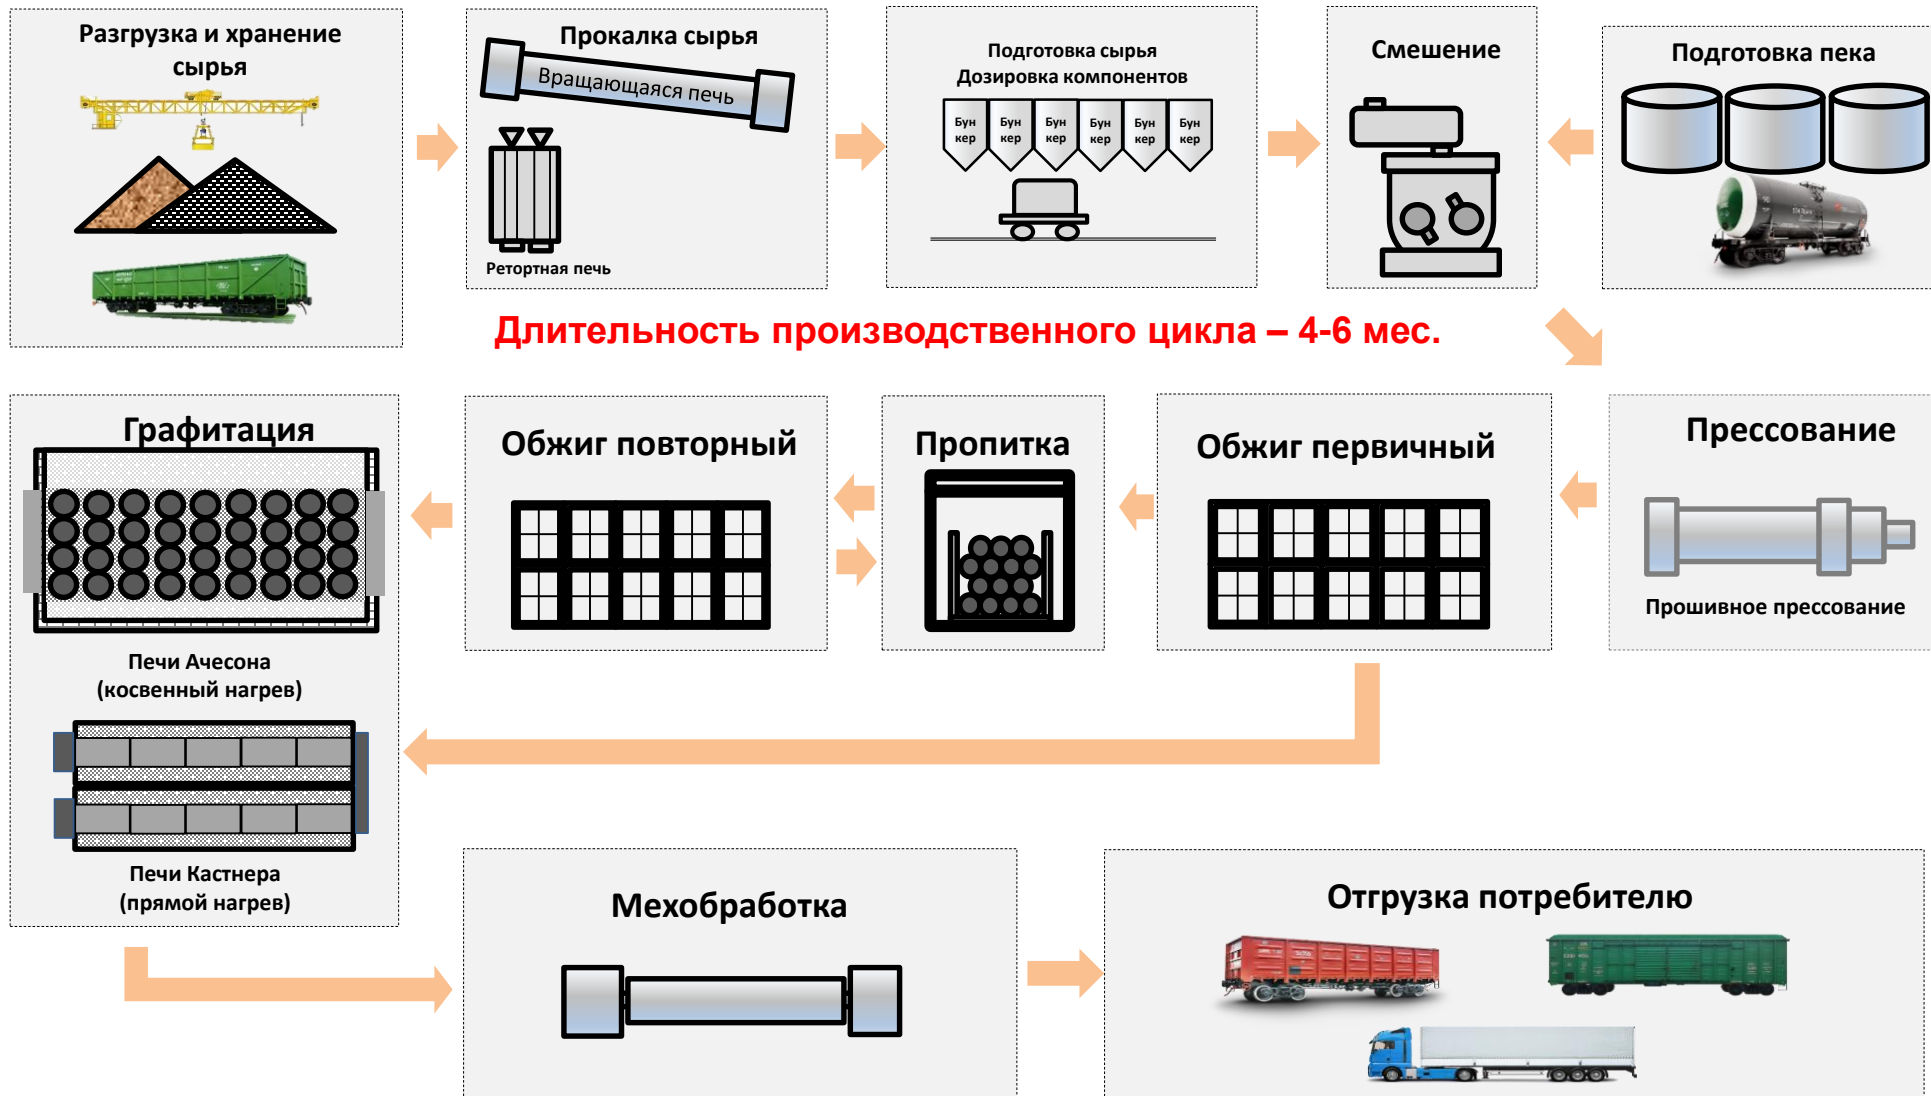 Разгрузка и хранение
сырья
Прокалка сырья
Вращающаяся печь
Ретортная печь
Подготовка сырья
Дозировка компонентов
Бун
кер
Бун
кер
Бун
кер
Бун
кер
Бун
кер
Бун
кер
Смешение
Подготовка пека
Длительность производственного цикла – 4-6 мес.
Графитация
Печи Ачесона
(косвенный нагрев)
Печи Кастнера
(прямой нагрев)
Обжиг повторный
Пропитка
Обжиг первичный
Прессование
Прошивное прессование
Мехобработка
Отгрузка потребителю